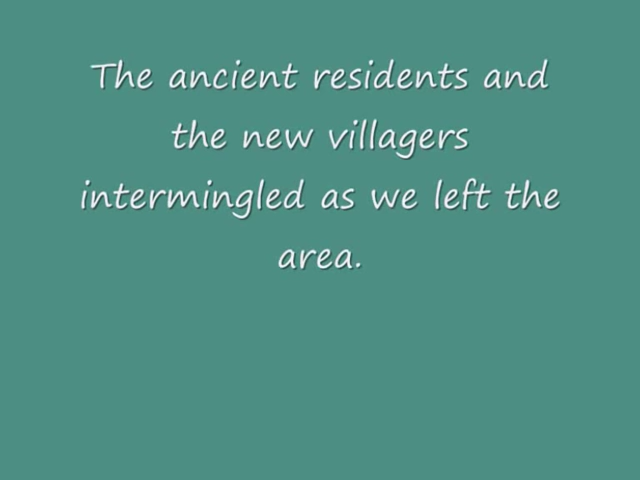 The ancient residents and
the new villagers
intermingled as we left the
area.